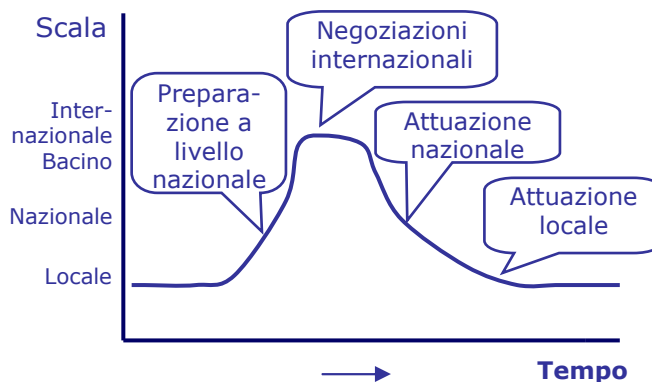 Scala
Negoziazioni
internazionali
Prepara-
zione a
livello
nazionale
Inter-
nazionale
Bacino
Attuazione
nazionale
Nazionale
Attuazione
locale
Locale
Tempo